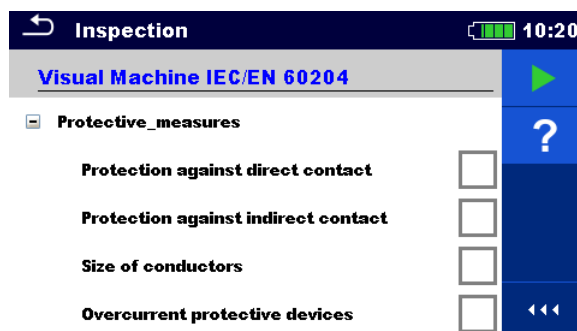 Inspection
10:20
Visual Machine IEC/EN 60204
Protective_measures
?
Protection against direct contact
Protection against indirect contact
Size of conductors
Overcurrent protective devices